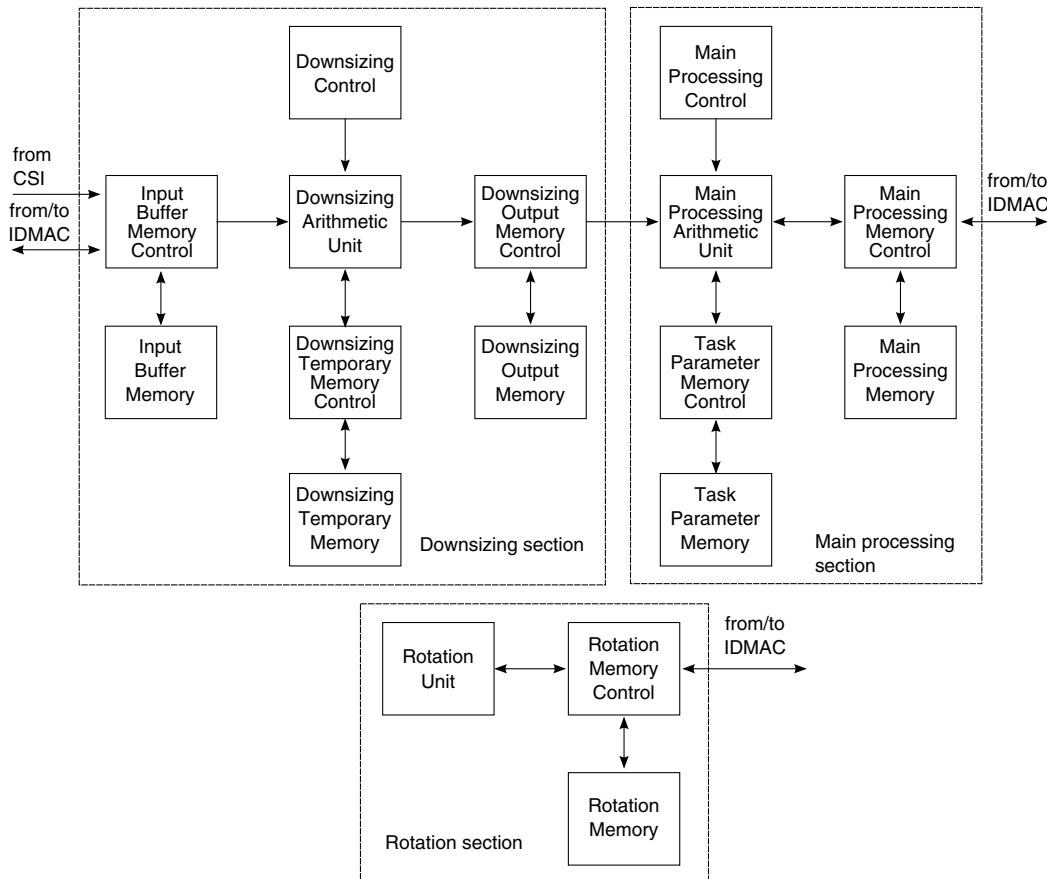 Downsizing
Control
Main
Processing
Control
from
CSI
from/to
IDMAC
Input
Buffer
Memory
Control
Downsizing
Arithmetic
Unit
Downsizing
Output
Memory
Control
Main
Processing
Arithmetic
Unit
Main
Processing
Memory
Control
from/to
IDMAC
Input
Buffer
Memory
Downsizing
Temporary
Memory
Control
Downsizing
Output
Memory
Task
Parameter
Memory
Control
Main
Processing
Memory
Downsizing
Temporary
Memory
Downsizing section
Task
Parameter
Memory
Main processing
section
Rotation
Unit
Rotation
Memory
Control
from/to
IDMAC
Rotation
Memory
Rotation section